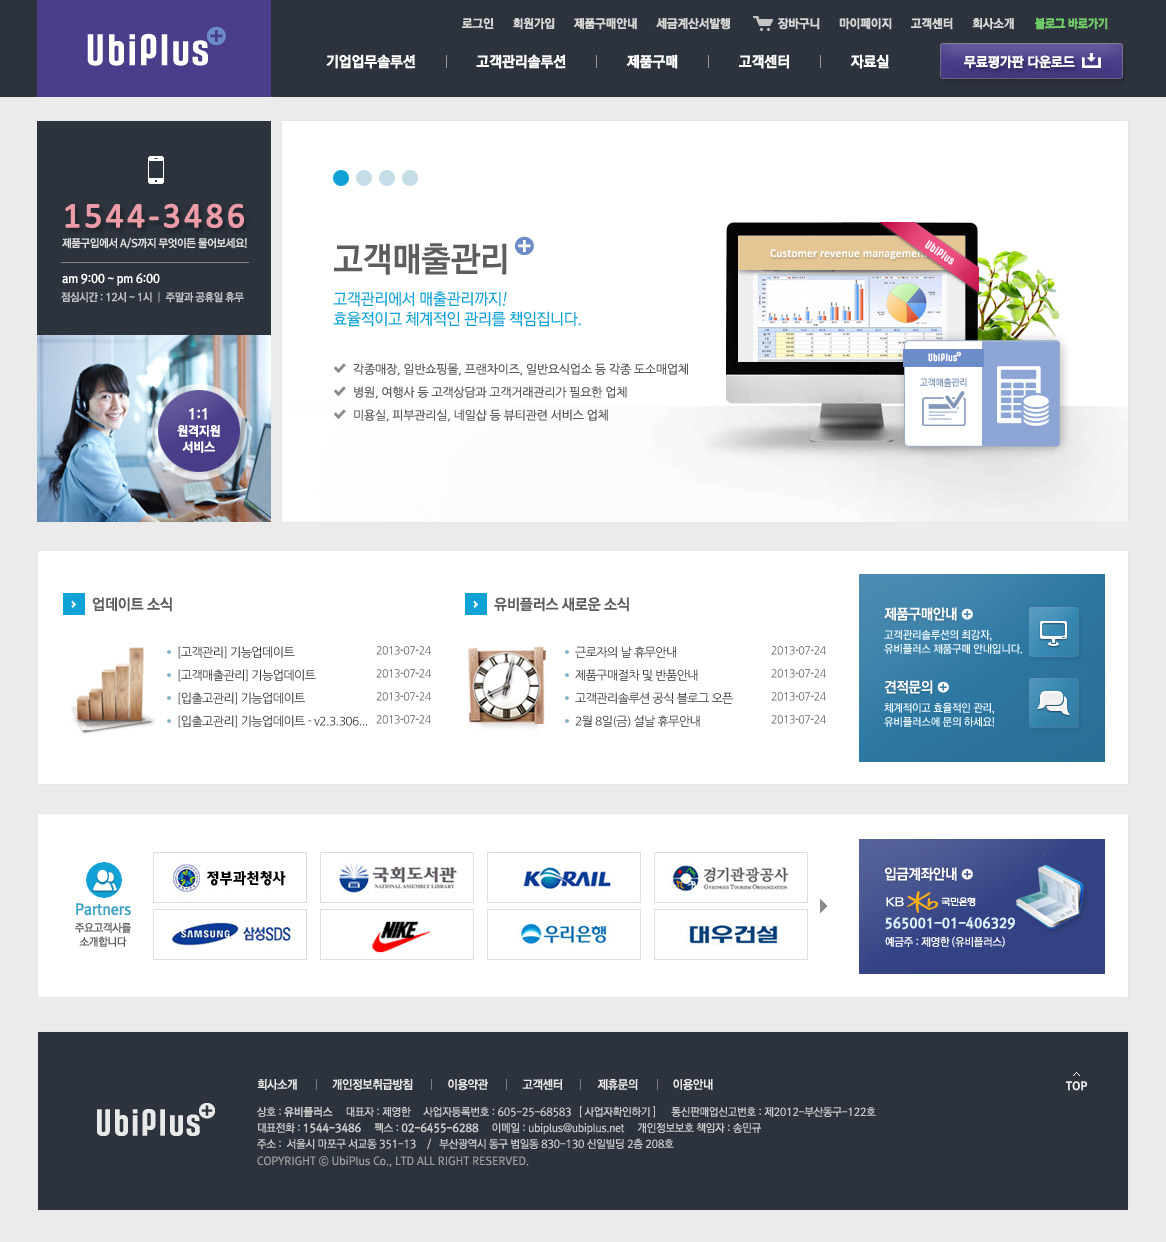 UbiPlus
로그인 회원가입 제품구매안내 세금계산서발행 장바구니 마이페이지 고객센터 회사소개 블로그 바로가기
기업업무솔루션 고객관리솔루션 제품구매 고객센터 자료실
무료평가판 다운로드
1544-3486
제품구입에서 A/S까지 무엇이든 물어보세요!
am 9:00 ~ pm 6:00
점심시간 : 12시 ~ 1시 | 주말과 공휴일 휴무
1:1
원격지원
서비스
고객매출관리
고객관리에서 매출관리까지!
효율적이고 체계적인 관리를 책임집니다.
각종매장, 일반쇼핑몰, 프랜차이즈, 일반요식업소 등 각종 도소매업체
병원, 여행사 등 고객상담과 고객거래관리가 필요한 업체
미용실, 피부관리실, 네일샵 등 뷰티관련 서비스 업체
Customer revenue management
UbiPlus
UbiPlus
고객매출관리
업데이트 소식
[고객관리] 기능업데이트 2013-07-24
[고객매출관리] 기능업데이트 2013-07-24
[입출고관리] 기능업데이트 2013-07-24
[입출고관리] 기능업데이트 - v2.3.306... 2013-07-24
유비플러스 새로운 소식
근로자의 날 휴무안내 2013-07-24
제품구매절차 및 반품안내 2013-07-24
고객관리솔루션 공식 블로그 오픈 2013-07-24
2월 8일(금) 설날 휴무안내 2013-07-24
제품구매안내
고객관리솔루션의 최강자,
유비플러스 제품구매 안내입니다.
견적문의
체계적이고 효율적인 관리,
유비플러스에 문의 하세요!
Partners
주요고객사를
소개합니다
정부과천청사
국회도서관
NATIONAL ASSEMBLY LIBRARY
KORAIL
경기관광공사
GYEONGGI TOURISM ORGANIZATION
SAMSUNG 삼성SDS
NIKE
우리은행
대우건설
입금계좌안내
KB 국민은행
565001-01-406329
예금주 : 제영한 (유비플러스)
UbiPlus
회사소개 개인정보취급방침 이용약관 고객센터 제휴문의 이용안내
TOP
상호 : 유비플러스 대표자 : 제영한 사업자등록번호 : 605-25-68583 [ 사업자확인하기 ] 통신판매업신고번호 : 제2012-부산동구-122호
대표전화 : 1544-3486 팩스 : 02-6455-6288 이메일 : ubiplus@ubiplus.net 개인정보보호 책임자 : 송민규
주소 : 서울시 마포구 서교동 351-13 / 부산광역시 동구 범일동 830-130 신일빌딩 2층 208호
COPYRIGHT © UbiPlus Co., LTD ALL RIGHT RESERVED.